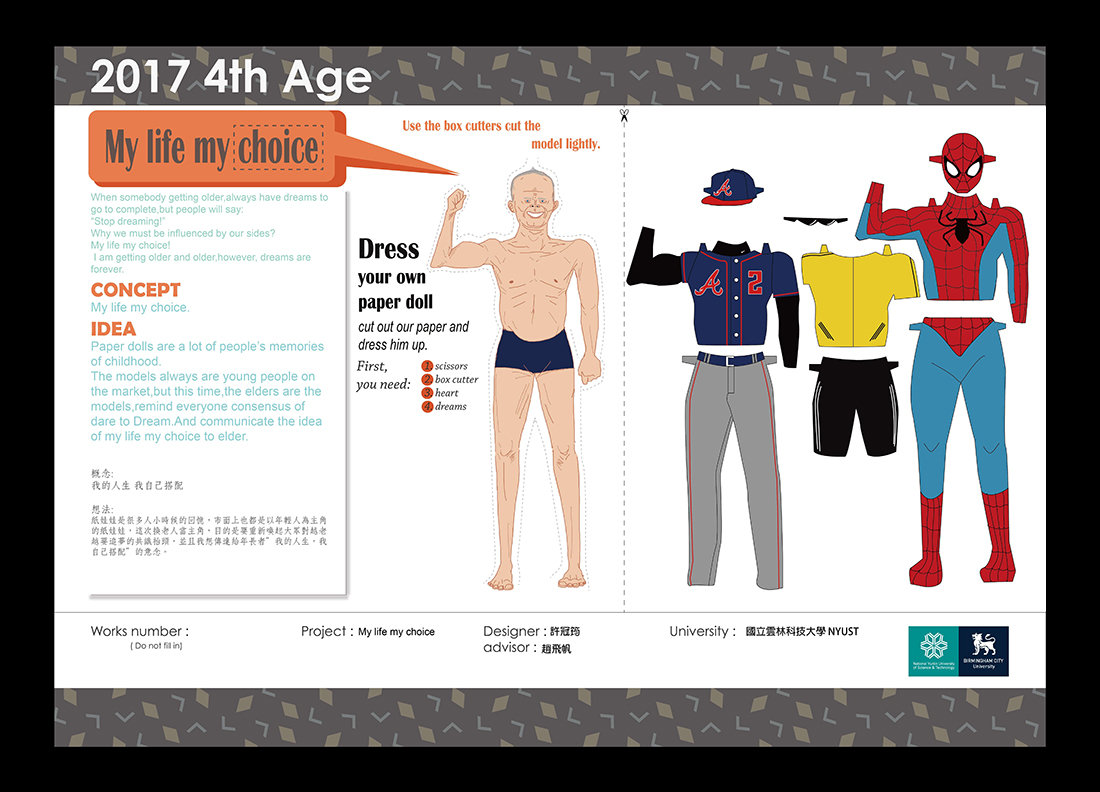 2017 4th Age
My life my choice
Use the box cutters cut the
model lightly.
When somebody getting older,always have dreams to
go to complete,but people will say:
“Stop dreaming!”
Why we must be influenced by our sides?
My life my choice!
I am getting older and older,however, dreams are
forever.
CONCEPT
My life my choice.
IDEA
Paper dolls are a lot of people's memories
of childhood.
The models always are young people on
the market,but this time,the elders are the
models,remind everyone consensus of
dare to Dream.And communicate the idea
of my life my choice to elder.
概念:
我的人生 我自己搭配
想法:
紙娃娃是很多人小時候的回憶，市面上也都是以年輕人為主角
的紙娃娃，這次換老人當主角，目的是要重新喚起大眾對越老
越要追夢的共識抬頭，並且我想傳達給年長者”我的人生，我
自己搭配”的意念。
Dress
your own
paper doll
cut out our paper and
dress him up.
First,
you need:
1. scissors
2. box cutter
3. heart
4. dreams
A
A 2
Works number :
( Do not fill in)
Project : My life my choice
Designer : 許冠筠
advisor : 趙飛帆
University : 國立雲林科技大學 NYUST
National Yunlin University
of Science & Technology
BIRMINGHAM CITY
University